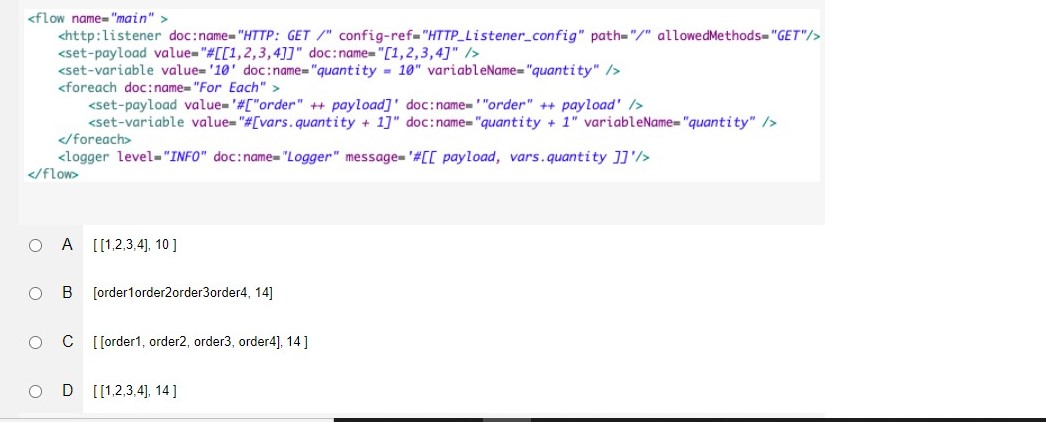 <flow name="main" >
<http:listener doc:name="HTTP: GET /" config-ref="HTTP_Listener_config" path="/" allowedMethods="GET"/>
<set-payload value="#[[1,2,3,4]]" doc:name="[1,2,3,4]" />
<set-variable value='10' doc:name="quantity = 10" variableName="quantity" />
<foreach doc:name="For Each" >
<set-payload value='#["order" ++ payload]' doc:name='"order" ++ payload' />
<set-variable value="#[vars.quantity + 1]" doc:name="quantity + 1" variableName="quantity" />
</foreach>
<logger level="INFO" doc:name="Logger" message='#[[ payload, vars.quantity ]]'/>
</flow>
A [[1,2,3,4], 10 ]
B [order1order2order3order4, 14]
C [ [order1, order2, order3, order4], 14 ]
D [[1,2,3,4], 14 ]